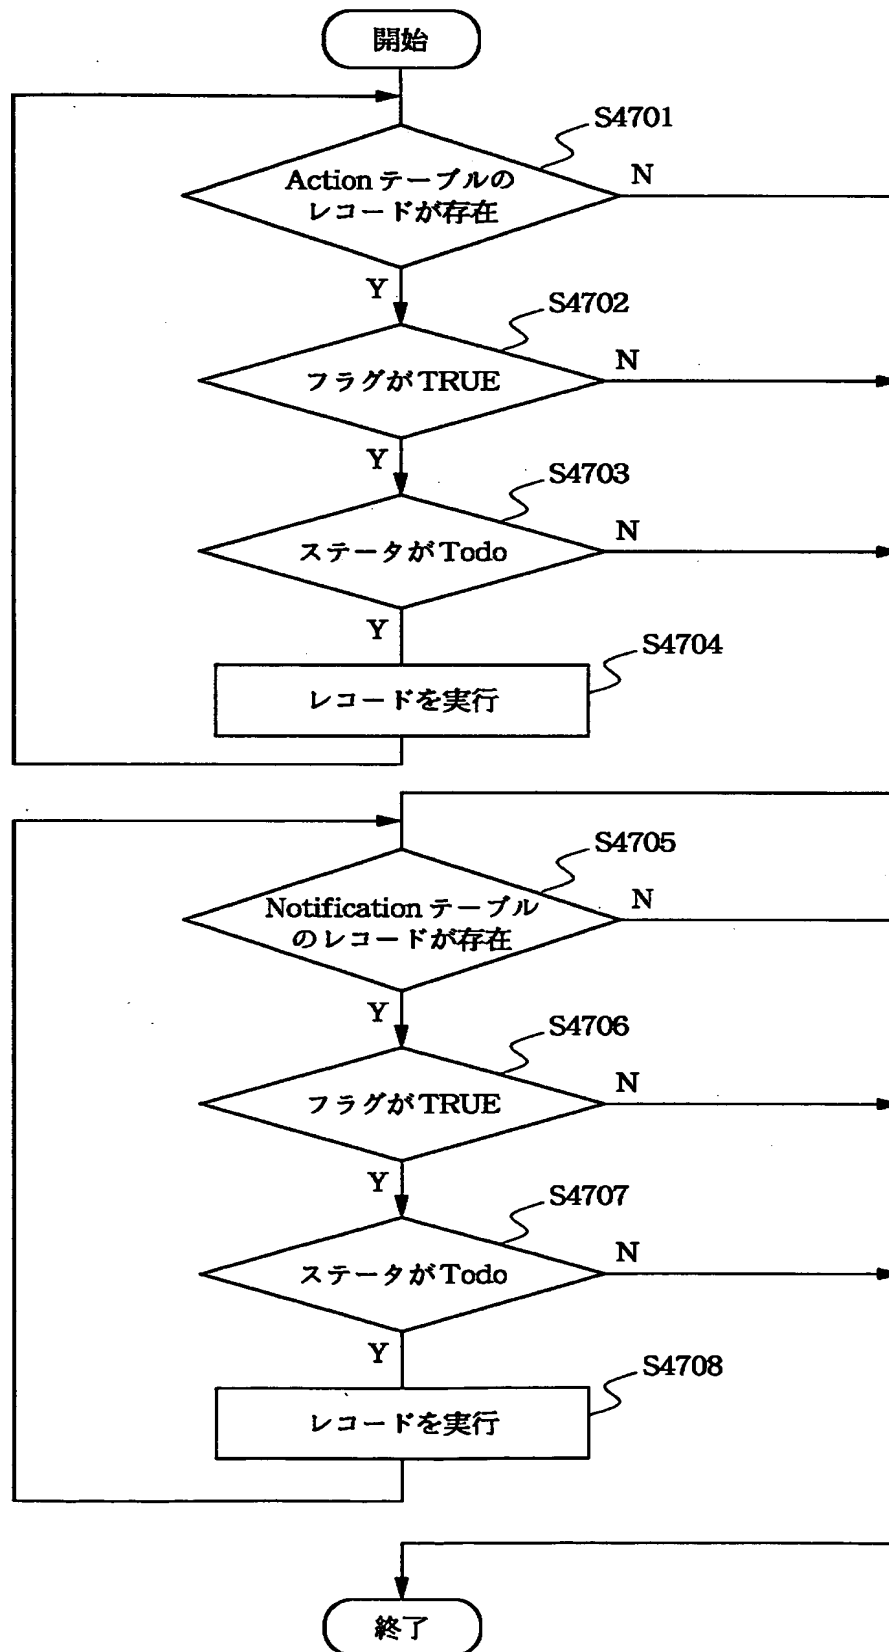 開始
S4701
Action テーブルの
レコードが存在
N
Y
S4702
フラグが TRUE
N
Y
S4703
ステータが Todo
N
Y
S4704
レコードを実行
S4705
Notification テーブル
のレコードが存在
N
Y
S4706
フラグが TRUE
N
Y
S4707
ステータが Todo
N
Y
S4708
レコードを実行
終了